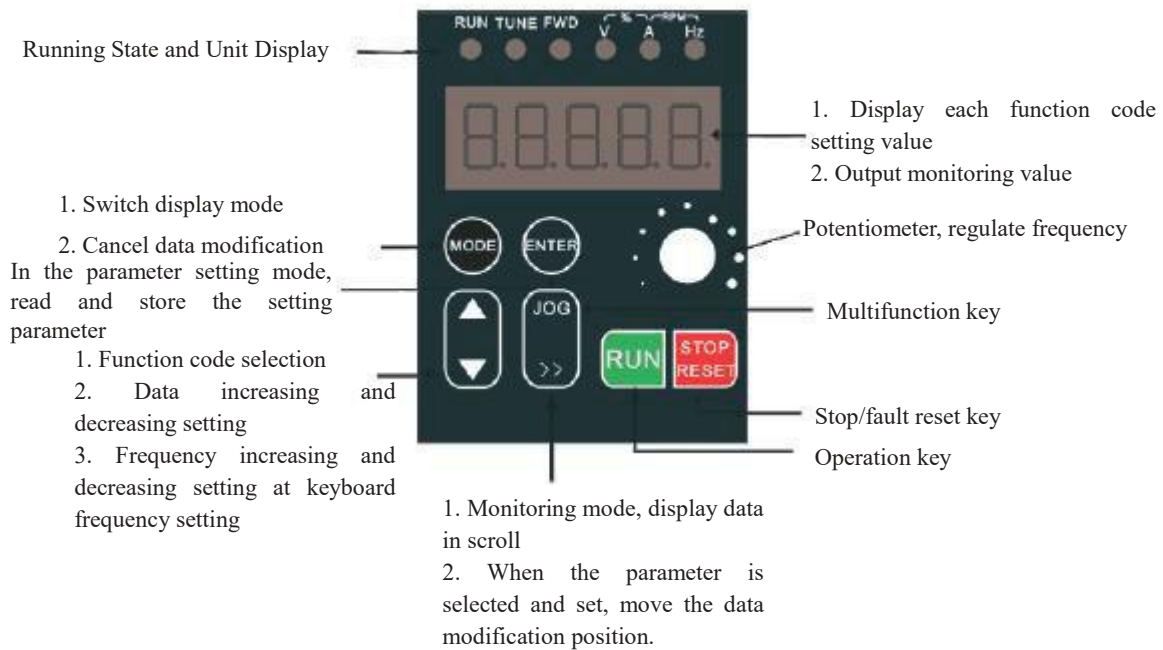 RUN TUNE FWD
% RPM
V A Hz
Running State and Unit Display
1. Display each function code
setting value
2. Output monitoring value
1. Switch display mode
2. Cancel data modification
MODE
ENTER
Potentiometer, regulate frequency
In the parameter setting mode,
read and store the setting
parameter
JOG
>>
Multifunction key
RUN
STOP
RESET
1. Function code selection
2. Data increasing and
decreasing setting
3. Frequency increasing and
decreasing setting at keyboard
frequency setting
Stop/fault reset key
Operation key
1. Monitoring mode, display data
in scroll
2. When the parameter is
selected and set, move the data
modification position.